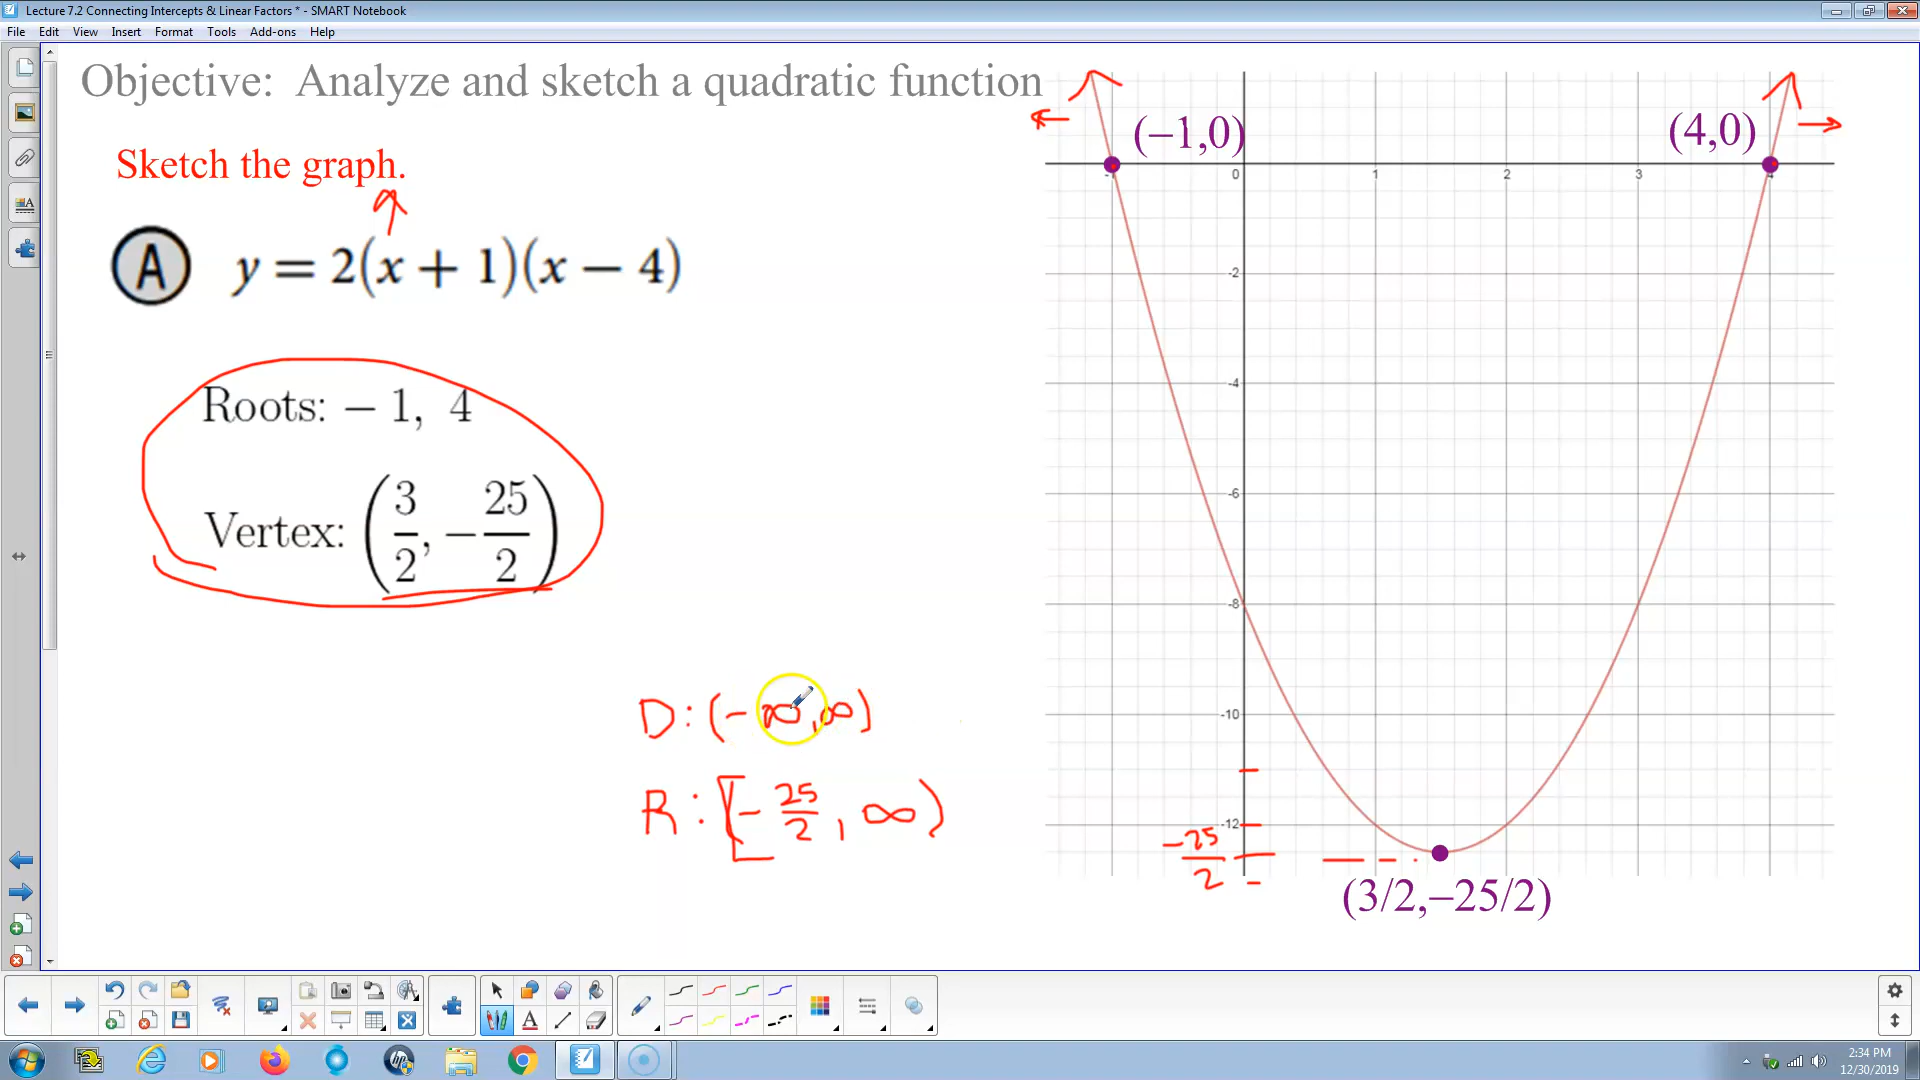 Lecture 7.2 Connecting Intercepts & Linear Factors * - SMART Notebook
File Edit View Insert Format Tools Add-ons Help
Objective: Analyze and sketch a quadratic function
Sketch the graph.
A y = 2(x + 1)(x − 4)
Roots: − 1, 4
Vertex: (3/2, −25/2)
D: (-∞, ∞)
R: [-25/2, ∞)
(−1,0)
(4,0)
-1 0 1 2 3 4
-2
-4
-6
-8
-10
-12
-25/2
(3/2,−25/2)
2:34 PM
12/30/2019